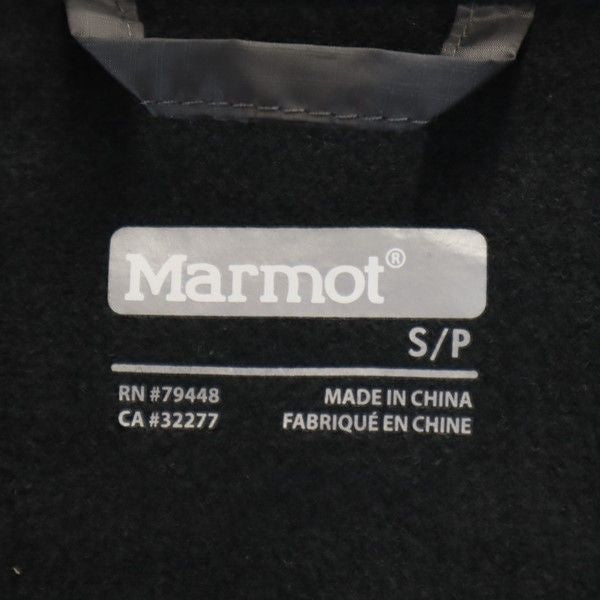 Marmot®
S/P
RN #79448 MADE IN CHINA
CA #32277 FABRIQUÉ EN CHINE